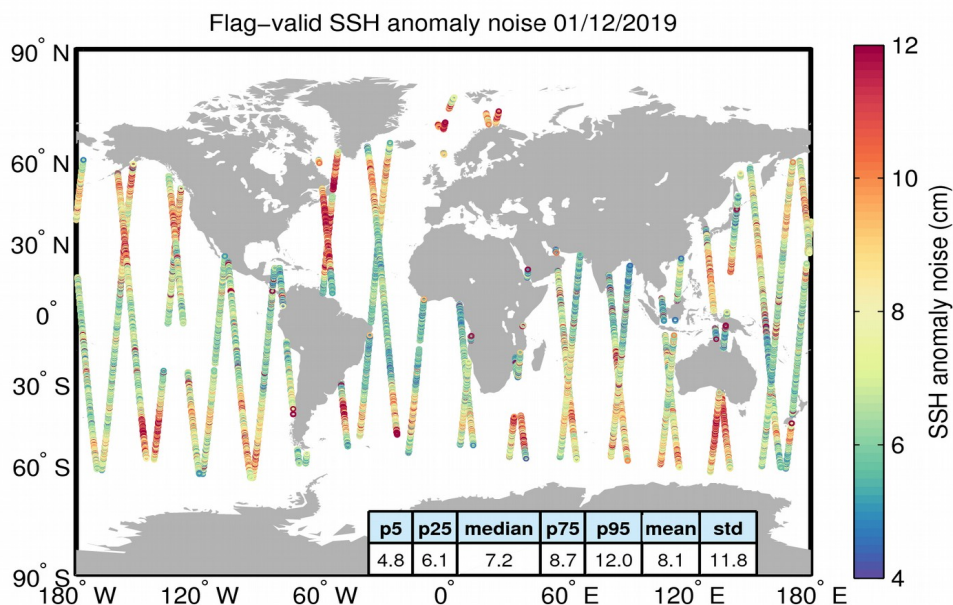 Flag−valid SSH anomaly noise 01/12/2019
90° N
60° N
30° N
0°
30° S
60° S
90° S
180° W 120° W 60° W 0° 60° E 120° E 180° E
p5 p25 median p75 p95 mean std
4.8 6.1 7.2 8.7 12.0 8.1 11.8
12
10
8
6
4
SSH anomaly noise (cm)